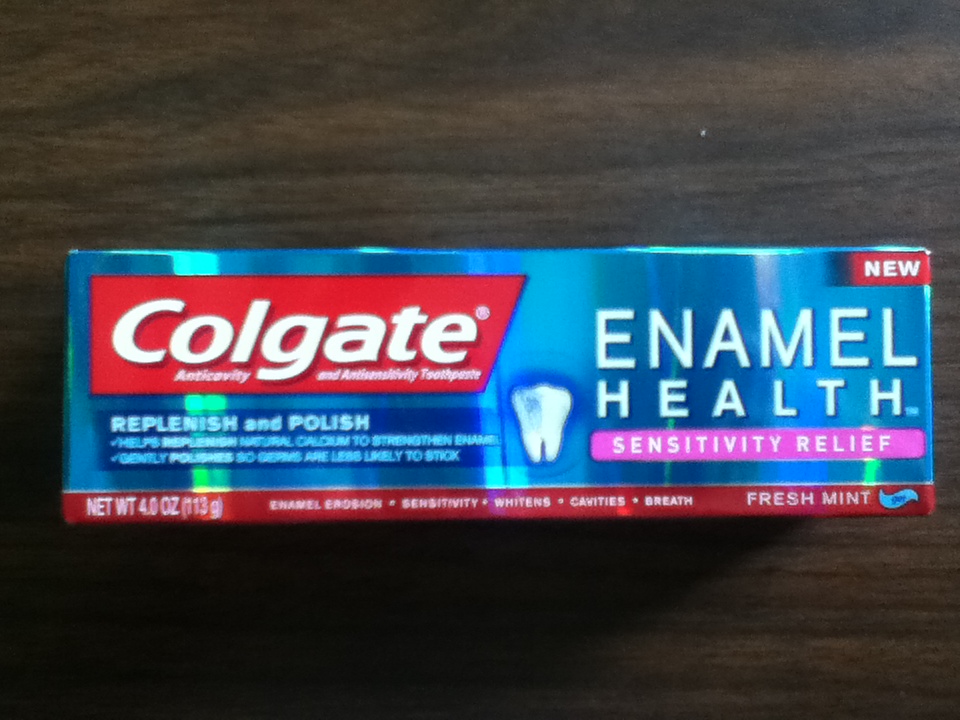 NEW
Colgate®
Anticavity and Antisensitivity Toothpaste
ENAMEL
HEALTH™
SENSITIVITY RELIEF
REPLENISH and POLISH
✓HELPS REPLENISH NATURAL CALCIUM TO STRENGTHEN ENAMEL
✓GENTLY POLISHES SO GERMS ARE LESS LIKELY TO STICK
NET WT 4.0 OZ (113 g)
ENAMEL EROSION • SENSITIVITY • WHITENS • CAVITIES • BREATH
FRESH MINT